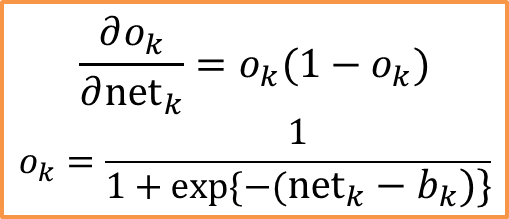 ∂o_k/∂net_k = o_k(1 − o_k)
o_k = 1/(1 + exp{−(net_k − b_k)})